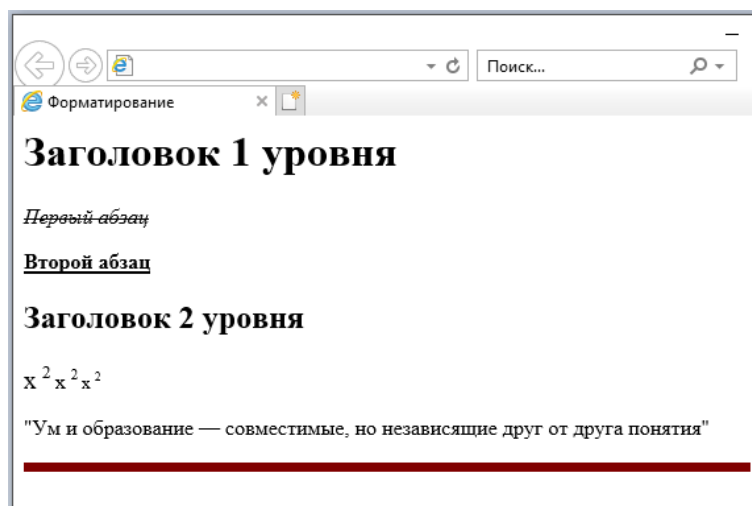 Поиск...
Форматирование
Заголовок 1 уровня
Первый абзац
Второй абзац
Заголовок 2 уровня
x 2 x 2 x 2
"Ум и образование — совместимые, но независящие друг от друга понятия"